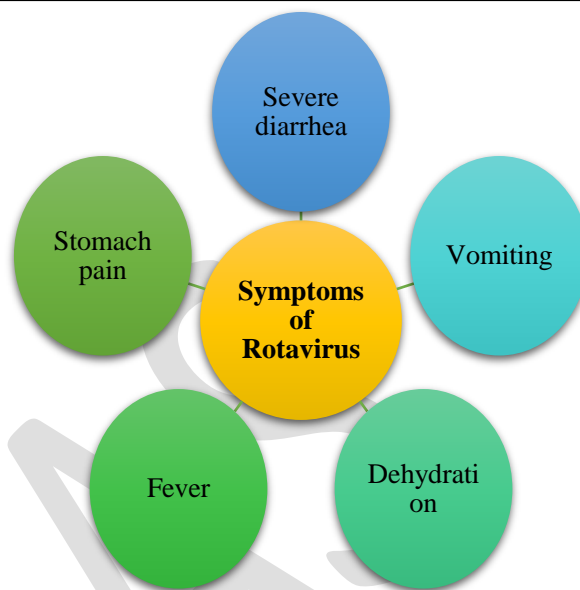 Severe
diarrhea
Stomach
pain
Vomiting
Symptoms
of
Rotavirus
Fever
Dehydrati
on